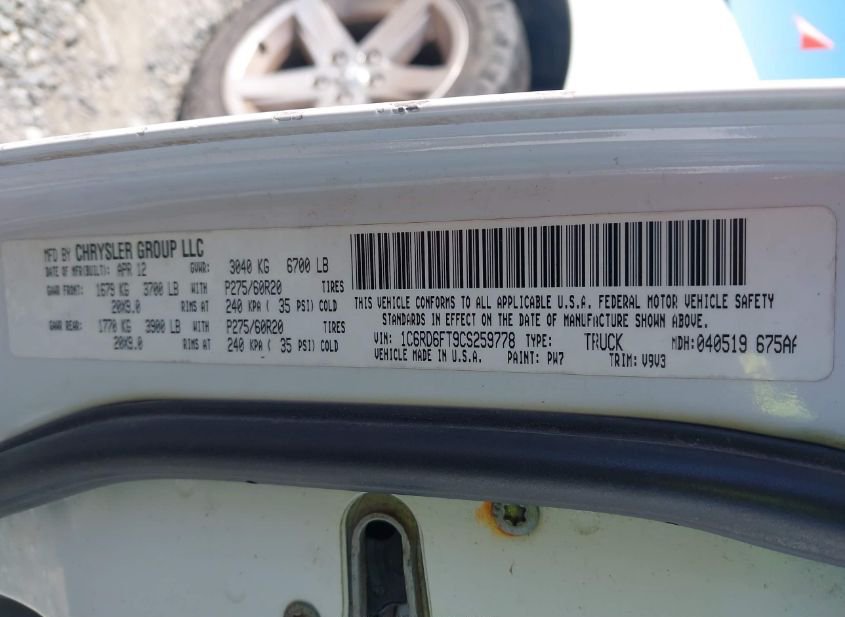 MFD BY CHRYSLER GROUP LLC
DATE OF MFR(BUILT): APR 12 GVWR: 3040 KG 6700 LB
GAWR FRONT: 1679 KG 3700 LB WITH P275/60R20 TIRES
20X9.0 RIMS AT 240 KPA ( 35 PSI) COLD
GAWR REAR: 1770 KG 3900 LB WITH P275/60R20 TIRES
20X9.0 RIMS AT 240 KPA ( 35 PSI) COLD
THIS VEHICLE CONFORMS TO ALL APPLICABLE U.S.A. FEDERAL MOTOR VEHICLE SAFETY
STANDARDS IN EFFECT ON THE DATE OF MANUFACTURE SHOWN ABOVE.
VIN: 1C6RD6FT9CS259778 TYPE: TRUCK MDH: 040519 675AA
VEHICLE MADE IN U.S.A. PAINT: PW7 TRIM: V9V3